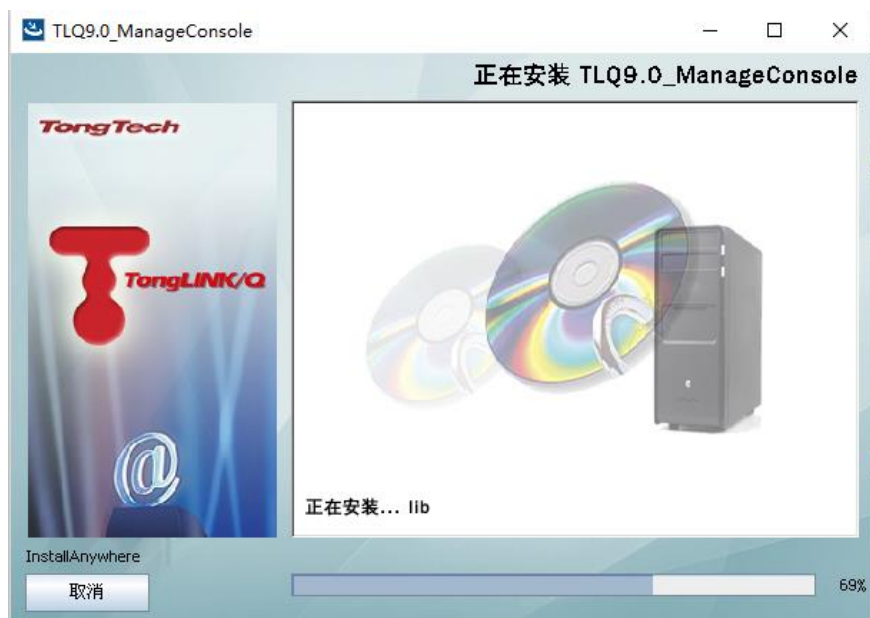 TLQ9.0_ManageConsole
正在安装 TLQ9.0_ManageConsole
TongTech
TongLINK/Q
正在安装... lib
InstallAnywhere
取消
69%